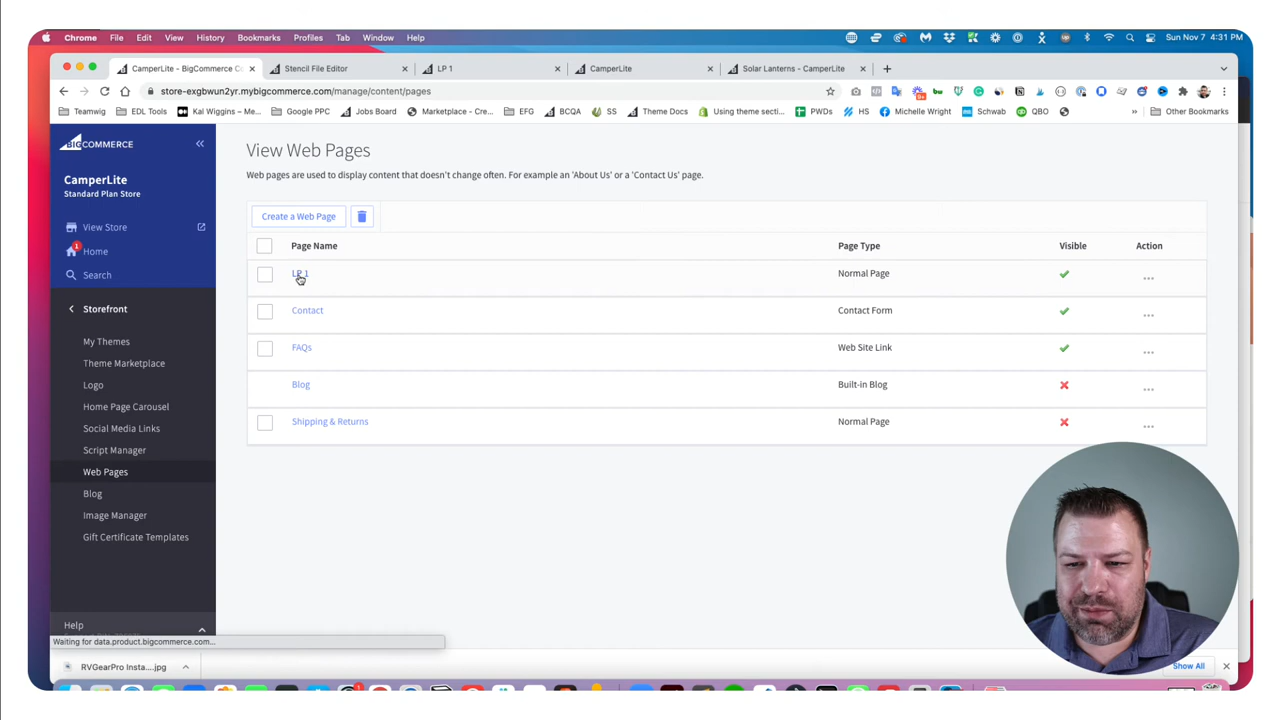 Chrome File Edit View History Bookmarks Profiles Tab Window Help
Sun Nov 7 4:31 PM
CamperLite - BigCommerce Co
Stencil File Editor
LP 1
CamperLite
Solar Lanterns - CamperLite
store-exgbwun2yr.mybigcommerce.com/manage/content/pages
Teamwig
EDL Tools
Kai Wiggins – Me...
Google PPC
Jobs Board
Marketplace - Cre...
EFG
BCQA
SS
Theme Docs
Using theme secti...
PWDs
HS
Michelle Wright
Schwab
QBO
Other Bookmarks
BIGCOMMERCE
CamperLite
Standard Plan Store
View Store
1
Home
Search
Storefront
My Themes
Theme Marketplace
Logo
Home Page Carousel
Social Media Links
Script Manager
Web Pages
Blog
Image Manager
Gift Certificate Templates
Help
View Web Pages
Web pages are used to display content that doesn't change often. For example an 'About Us' or a 'Contact Us' page.
Create a Web Page
Page Name Page Type Visible Action
LP 1 Normal Page ...
Contact Contact Form ...
FAQs Web Site Link ...
Blog Built-in Blog ...
Shipping & Returns Normal Page ...
Waiting for data.product.bigcommerce.com...
RVGearPro Insta....jpg
Show All